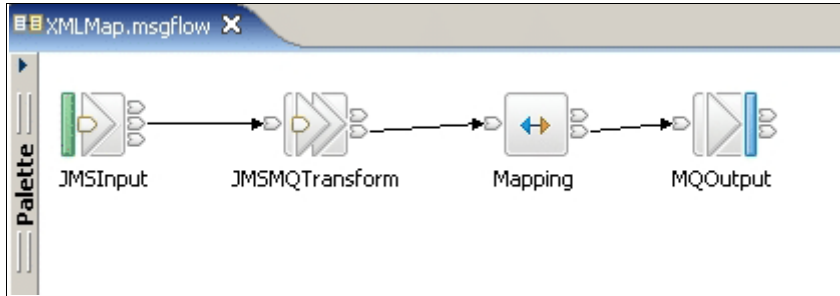 XMLMap.msgflow
Palette
JMSInput
JMSMQTransform
Mapping
MQOutput